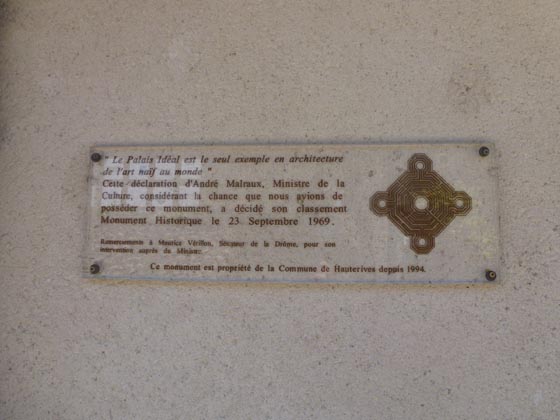 " Le Palais Idéal est le seul exemple en architecture
de l'art naïf au monde "
Cette déclaration d'André Malraux, Ministre de la
Culture, considérant la chance que nous avions de
posséder ce monument, a décidé son classement
Monument Historique le 23 Septembre 1969.
Remerciements à Maurice Vérillon, Sénateur de la Drôme, pour son
intervention auprès du Ministre.
Ce monument est propriété de la Commune de Hauterives depuis 1994.